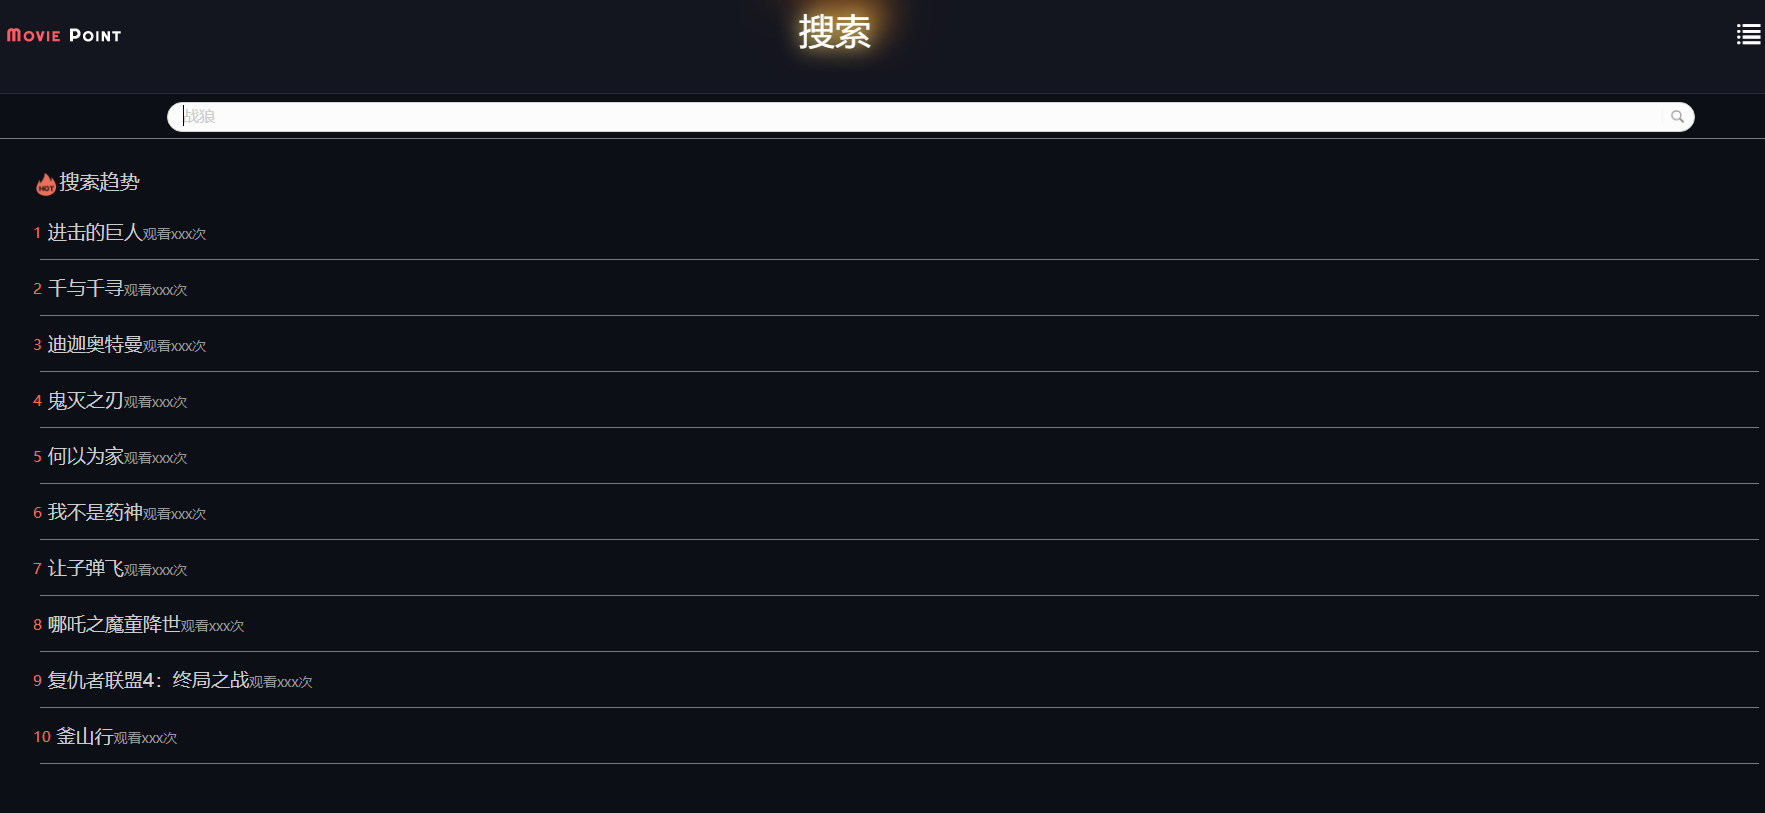 Movie Point
搜索
战狼
HOT 搜索趋势
1 进击的巨人观看xxx次
2 千与千寻观看xxx次
3 迪迦奥特曼观看xxx次
4 鬼灭之刃观看xxx次
5 何以为家观看xxx次
6 我不是药神观看xxx次
7 让子弹飞观看xxx次
8 哪吒之魔童降世观看xxx次
9 复仇者联盟4：终局之战观看xxx次
10 釜山行观看xxx次